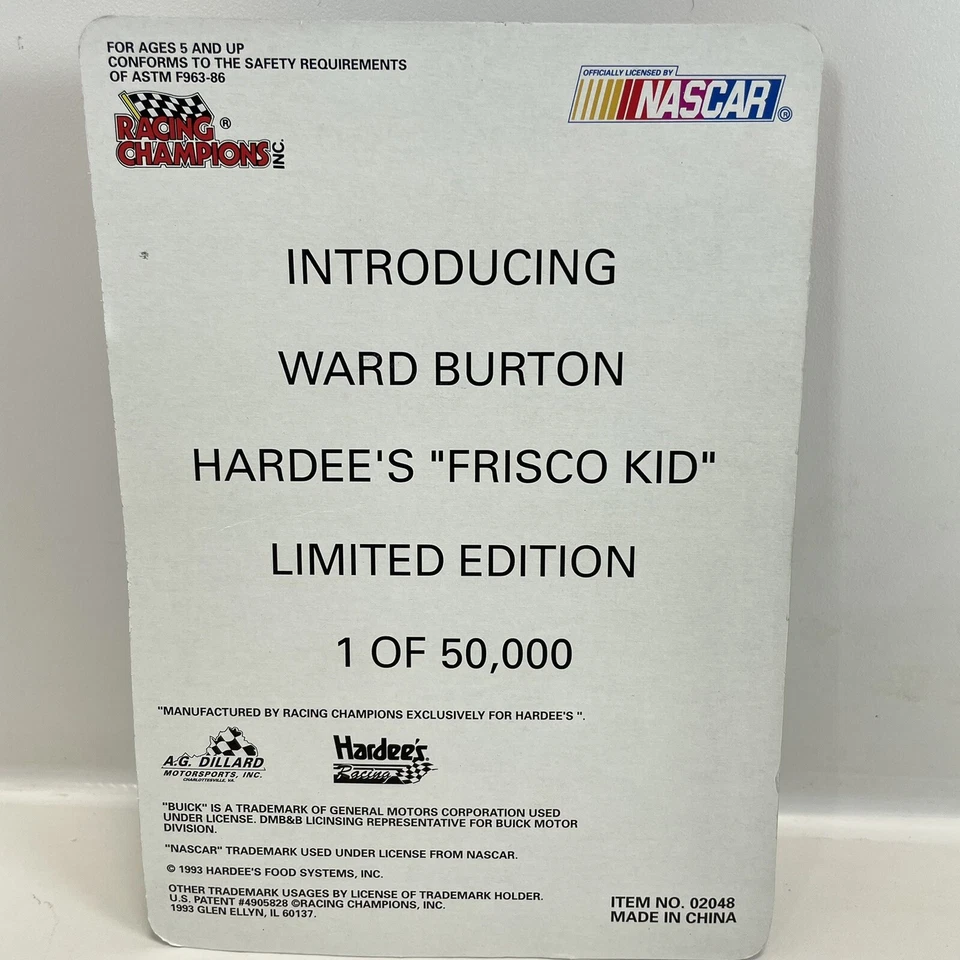 FOR AGES 5 AND UP
CONFORMS TO THE SAFETY REQUIREMENTS
OF ASTM F963-86
RACING ®
CHAMPIONS INC.
OFFICIALLY LICENSED BY
NASCAR ®
INTRODUCING
WARD BURTON
HARDEE'S "FRISCO KID"
LIMITED EDITION
1 OF 50,000
"MANUFACTURED BY RACING CHAMPIONS EXCLUSIVELY FOR HARDEE'S ".
A.G. DILLARD
MOTORSPORTS, INC.
CHARLOTTESVILLE, VA.
Hardee's
Racing
"BUICK" IS A TRADEMARK OF GENERAL MOTORS CORPORATION USED
UNDER LICENSE. DMB&B LICINSING REPRESENTATIVE FOR BUICK MOTOR
DIVISION.
"NASCAR" TRADEMARK USED UNDER LICENSE FROM NASCAR.
© 1993 HARDEE'S FOOD SYSTEMS, INC.
OTHER TRADEMARK USAGES BY LICENSE OF TRADEMARK HOLDER.
U.S. PATENT #4905828 ©RACING CHAMPIONS, INC.
1993 GLEN ELLYN, IL 60137.
ITEM NO. 02048
MADE IN CHINA